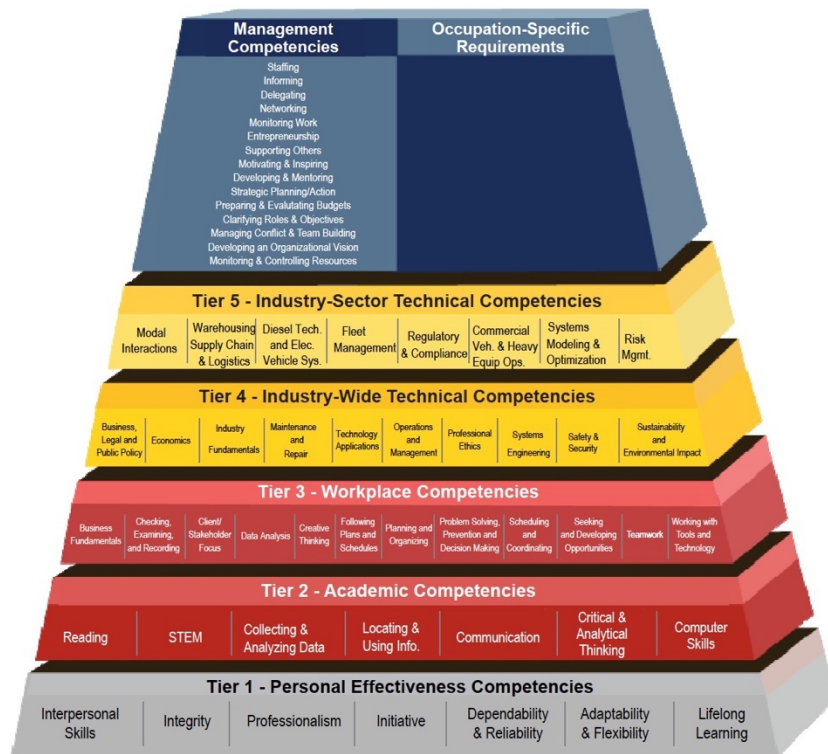 Management
Competencies
Occupation-Specific
Requirements
Staffing
Informing
Delegating
Networking
Monitoring Work
Entrepreneurship
Supporting Others
Motivating & Inspiring
Developing & Mentoring
Strategic Planning/Action
Preparing & Evalutating Budgets
Clarifying Roles & Objectives
Managing Conflict & Team Building
Developing an Organizational Vision
Monitoring & Controlling Resources
Tier 5 - Industry-Sector Technical Competencies
Modal
Interactions
Warehousing
Supply Chain
& Logistics
Diesel Tech.
and Elec.
Vehicle Sys.
Fleet
Management
Regulatory
& Compliance
Commercial
Veh. & Heavy
Equip Ops.
Systems
Modeling &
Optimization
Risk
Mgmt.
Tier 4 - Industry-Wide Technical Competencies
Business,
Legal and
Public Policy
Economics
Industry
Fundamentals
Maintenance
and
Repair
Technology
Applications
Operations
and
Management
Professional
Ethics
Systems
Engineering
Safety &
Security
Sustainability
and
Environmental Impact
Tier 3 - Workplace Competencies
Business
Fundamentals
Checking,
Examining,
and Recording
Client/
Stakeholder
Focus
Data Analysis
Creative
Thinking
Following
Plans and
Schedules
Planning and
Organizing
Problem Solving,
Prevention and
Decision Making
Scheduling
and
Coordinating
Seeking
and Developing
Opportunities
Teamwork
Working with
Tools and
Technology
Tier 2 - Academic Competencies
Reading
STEM
Collecting &
Analyzing Data
Locating &
Using Info.
Communication
Critical &
Analytical
Thinking
Computer
Skills
Tier 1 - Personal Effectiveness Competencies
Interpersonal
Skills
Integrity
Professionalism
Initiative
Dependability
& Reliability
Adaptability
& Flexibility
Lifelong
Learning